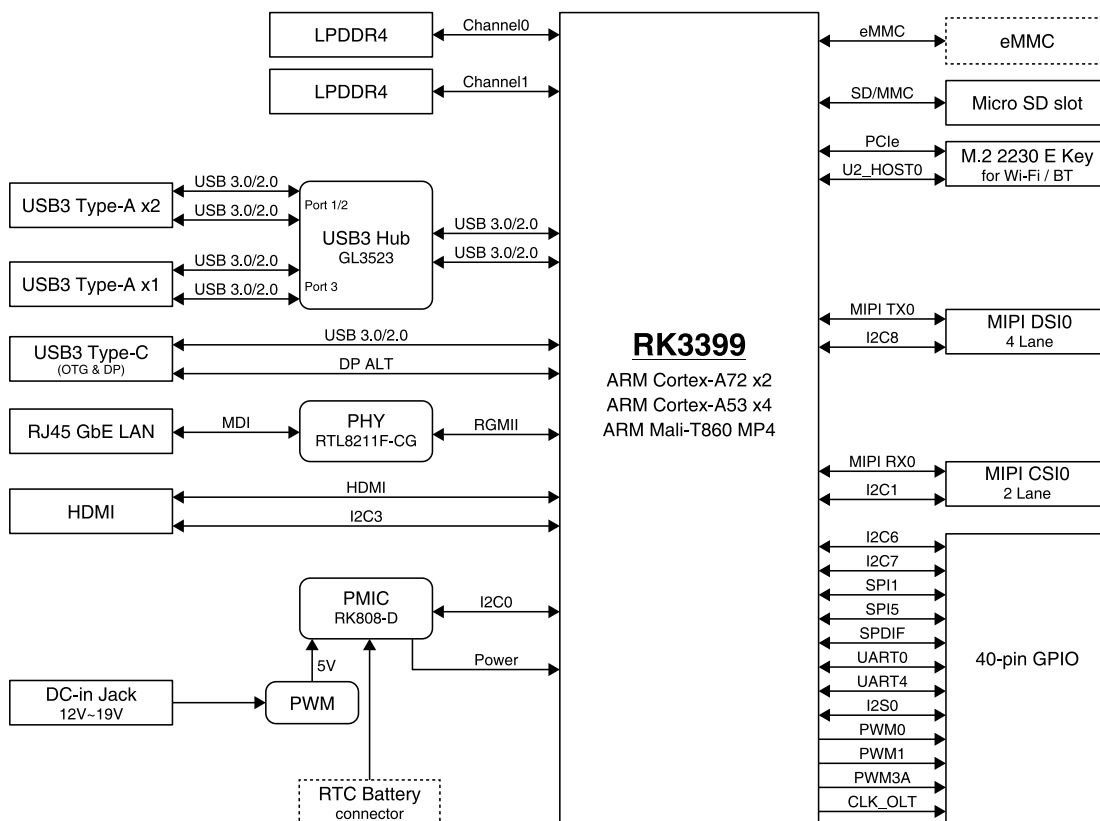 LPDDR4
Channel0
LPDDR4
Channel1
USB3 Type-A x2
USB 3.0/2.0
USB 3.0/2.0
Port 1/2
USB3 Hub
GL3523
Port 3
USB 3.0/2.0
USB 3.0/2.0
USB3 Type-A x1
USB 3.0/2.0
USB 3.0/2.0
USB3 Type-C
(OTG & DP)
USB 3.0/2.0
DP ALT
RJ45 GbE LAN
MDI
PHY
RTL8211F-CG
RGMII
HDMI
HDMI
I2C3
PMIC
RK808-D
I2C0
Power
5V
DC-in Jack
12V~19V
PWM
RTC Battery
connector
RK3399
ARM Cortex-A72 x2
ARM Cortex-A53 x4
ARM Mali-T860 MP4
eMMC
eMMC
SD/MMC
Micro SD slot
PCIe
U2_HOST0
M.2 2230 E Key
for Wi-Fi / BT
MIPI TX0
I2C8
MIPI DSI0
4 Lane
MIPI RX0
I2C1
MIPI CSI0
2 Lane
I2C6
I2C7
SPI1
SPI5
SPDIF
UART0
UART4
I2S0
PWM0
PWM1
PWM3A
CLK_OLT
40-pin GPIO